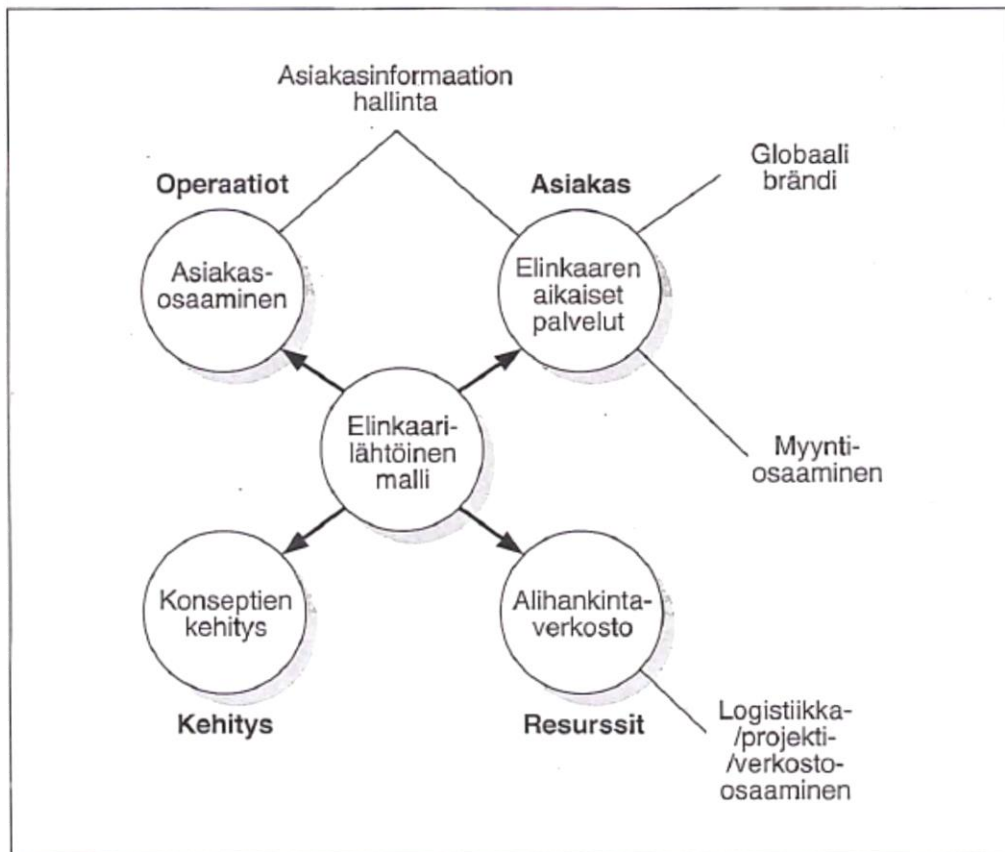 Asiakasinformaation
hallinta
Globaali
brändi
Operaatiot
Asiakas
Asiakas-
osaaminen
Elinkaaren
aikaiset
palvelut
Elinkaari-
lähtöinen
malli
Myynti-
osaaminen
Konseptien
kehitys
Alihankinta-
verkosto
Kehitys
Resurssit
Logistiikka-
/projekti-
/verkosto-
osaaminen